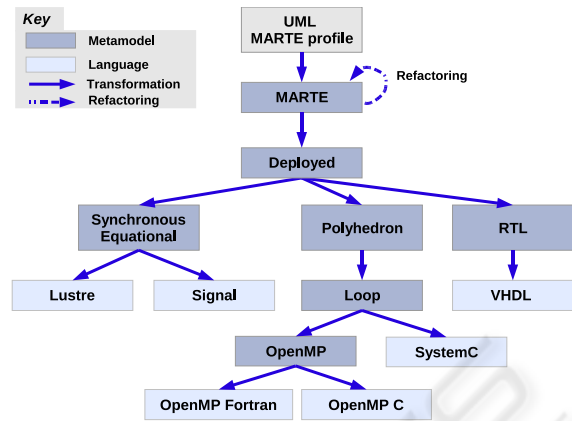 Key
Metamodel
Language
Transformation
Refactoring
UML
MARTE profile
Refactoring
MARTE
Deployed
Synchronous
Equational
Polyhedron
RTL
Lustre
Signal
Loop
VHDL
OpenMP
SystemC
OpenMP Fortran
OpenMP C